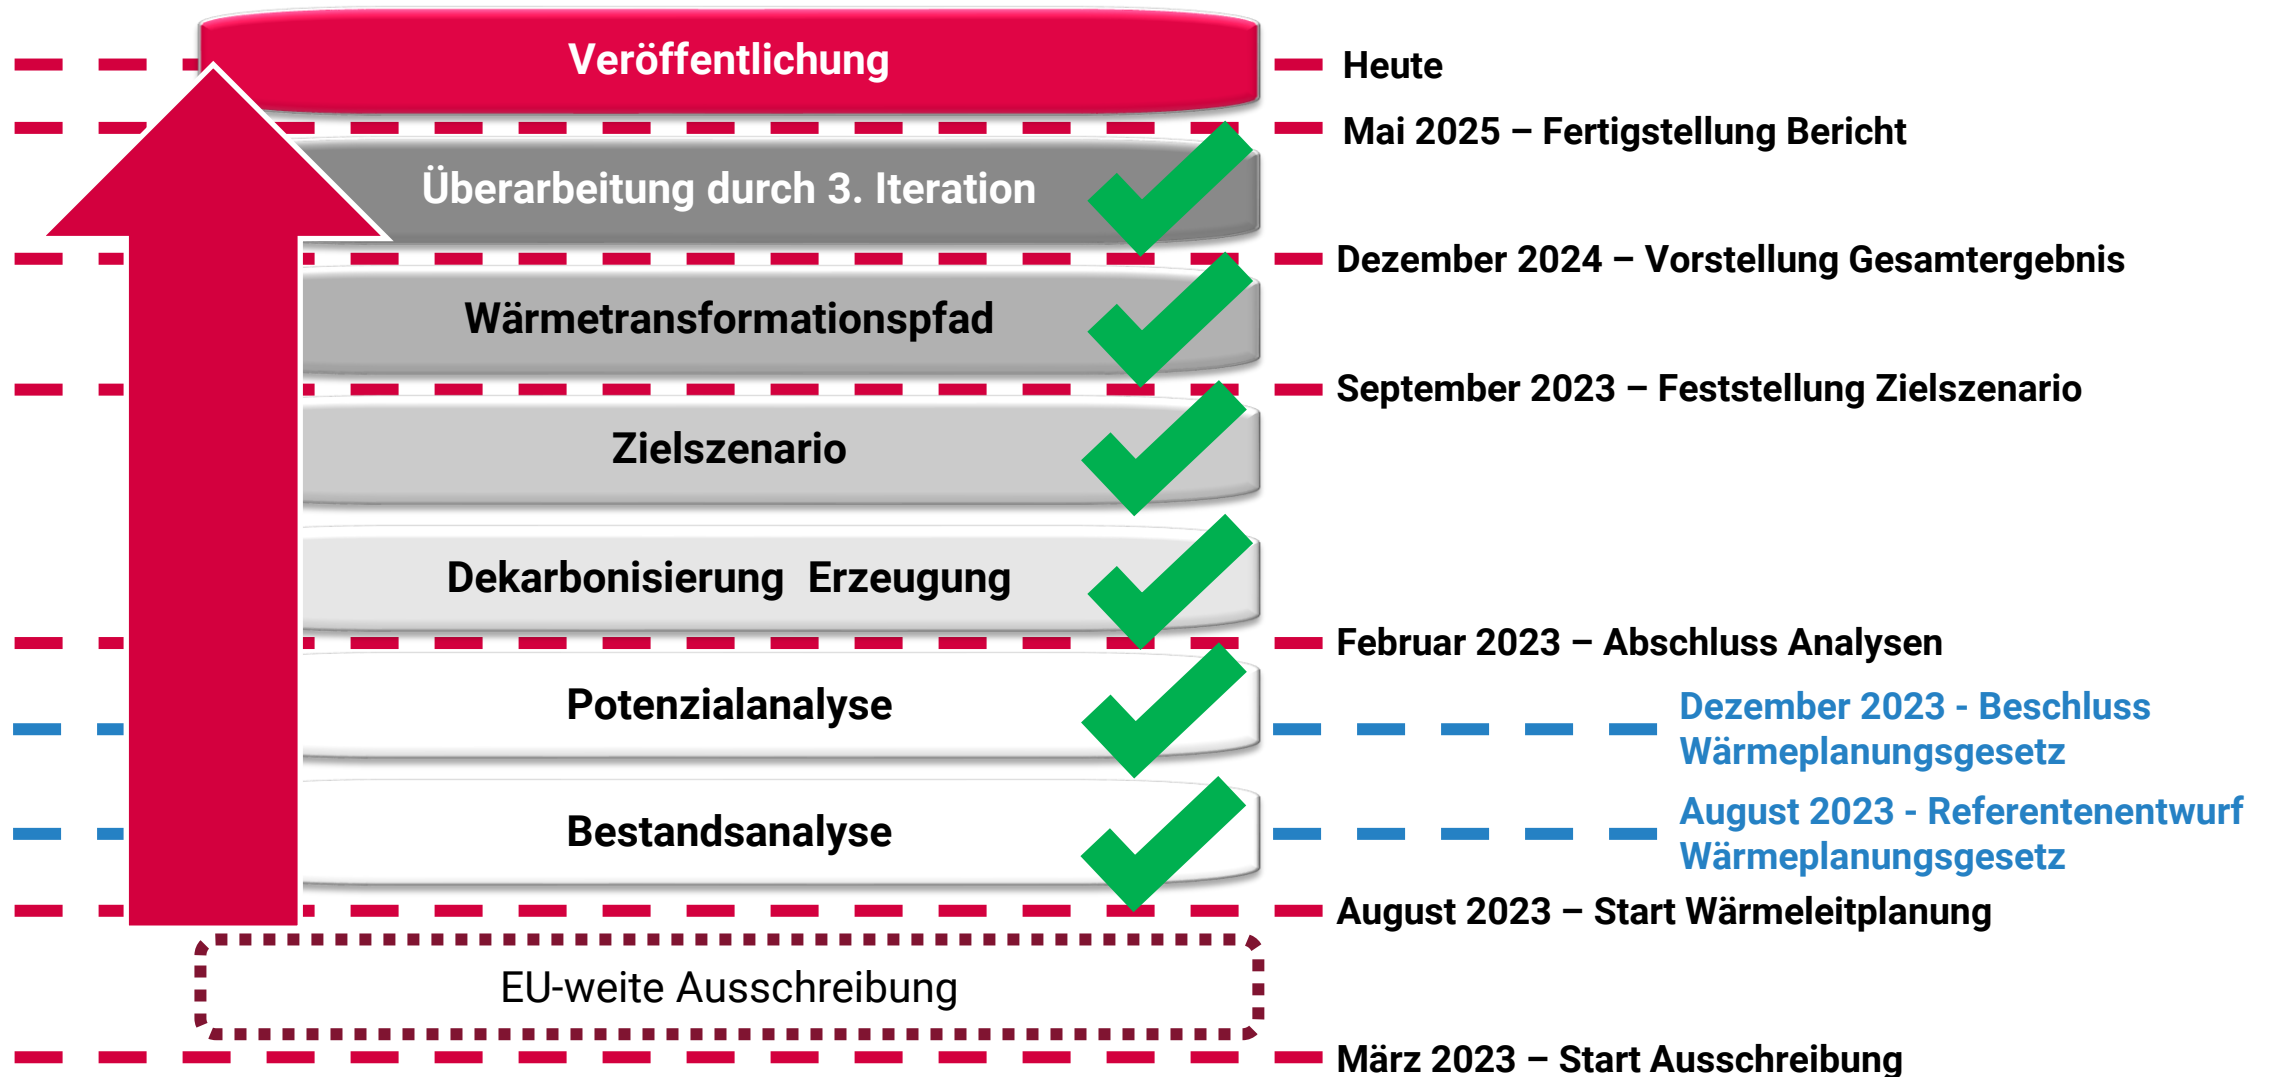 Veröffentlichung
Heute
Mai 2025 – Fertigstellung Bericht
Überarbeitung durch 3. Iteration
Dezember 2024 – Vorstellung Gesamtergebnis
Wärmetransformationspfad
September 2023 – Feststellung Zielszenario
Zielszenario
Dekarbonisierung  Erzeugung
Februar 2023 – Abschluss Analysen
Potenzialanalyse
Dezember 2023 - Beschluss
Wärmeplanungsgesetz
Bestandsanalyse
August 2023 - Referentenentwurf
Wärmeplanungsgesetz
August 2023 – Start Wärmeleitplanung
EU-weite Ausschreibung
März 2023 – Start Ausschreibung